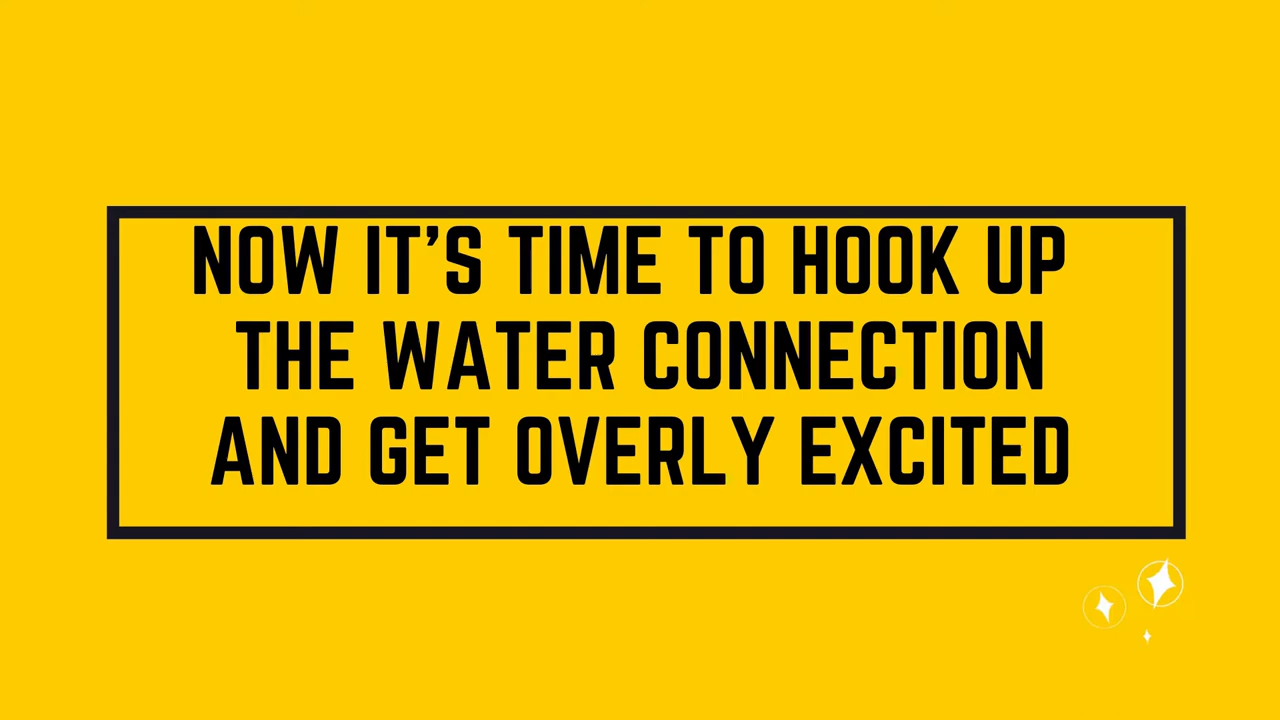 NOW IT’S TIME TO HOOK UP
THE WATER CONNECTION
AND GET OVERLY EXCITED